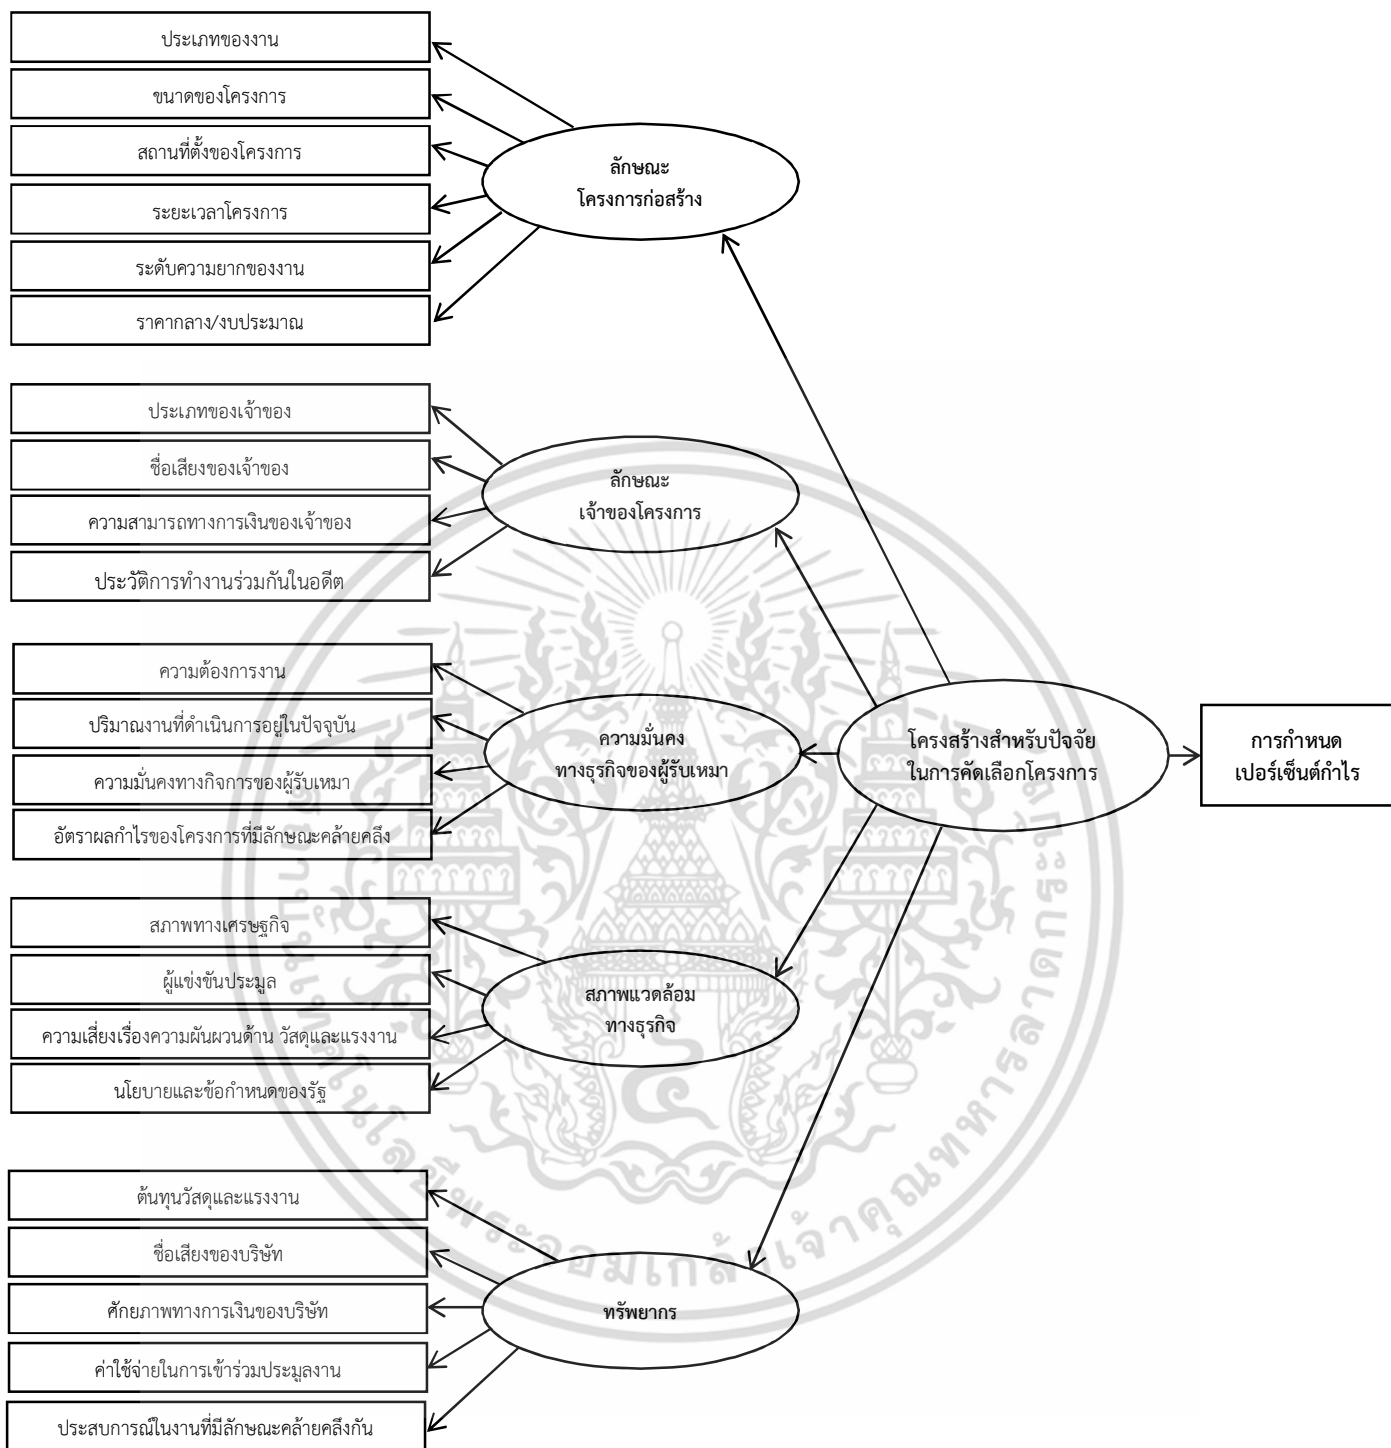 ประเภทของงาน
ขนาดของโครงการ
สถานที่ตั้งของโครงการ
ระยะเวลาโครงการ
ระดับความยากของงาน
ราคากลาง/งบประมาณ
ลักษณะ
โครงการก่อสร้าง
ประเภทของเจ้าของ
ชื่อเสียงของเจ้าของ
ความสามารถทางการเงินของเจ้าของ
ประวัติการทำงานร่วมกันในอดีต
ลักษณะ
เจ้าของโครงการ
ความต้องการงาน
ปริมาณงานที่ดำเนินการอยู่ในปัจจุบัน
ความมั่นคงทางกิจการของผู้รับเหมา
อัตราผลกำไรของโครงการที่มีลักษณะคล้ายคลึง
ความมั่นคง
ทางธุรกิจของผู้รับเหมา
โครงสร้างสำหรับปัจจัย
ในการคัดเลือกโครงการ
การกำหนด
เปอร์เซ็นต์กำไร
สภาพทางเศรษฐกิจ
ผู้แข่งขันประมูล
ความเสี่ยงเรื่องความผันผวนด้าน วัสดุและแรงงาน
นโยบายและข้อกำหนดของรัฐ
สภาพแวดล้อม
ทางธุรกิจ
ต้นทุนวัสดุและแรงงาน
ชื่อเสียงของบริษัท
ศักยภาพทางการเงินของบริษัท
ค่าใช้จ่ายในการเข้าร่วมประมูลงาน
ประสบการณ์ในงานที่มีลักษณะคล้ายคลึงกัน
ทรัพยากร